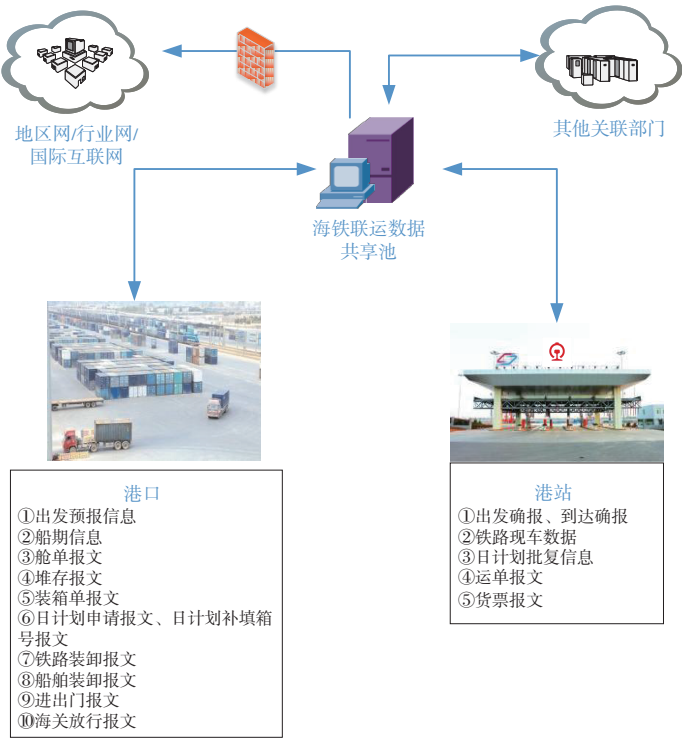 地区网/行业网/
国际互联网
其他关联部门
海铁联运数据
共享池
港口
①出发预报信息
②船期信息
③舱单报文
④堆存报文
⑤装箱单报文
⑥日计划申请报文、日计划补填箱
号报文
⑦铁路装卸报文
⑧船舶装卸报文
⑨进出门报文
⑩海关放行报文
港站
①出发确报、到达确报
②铁路现车数据
③日计划批复信息
④运单报文
⑤货票报文